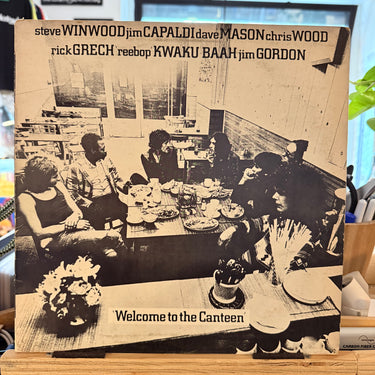 steve WINWOOD jim CAPALDI dave MASON chris WOOD
rick GRECH reebop KWAKU BAAH jim GORDON
Welcome to the Canteen